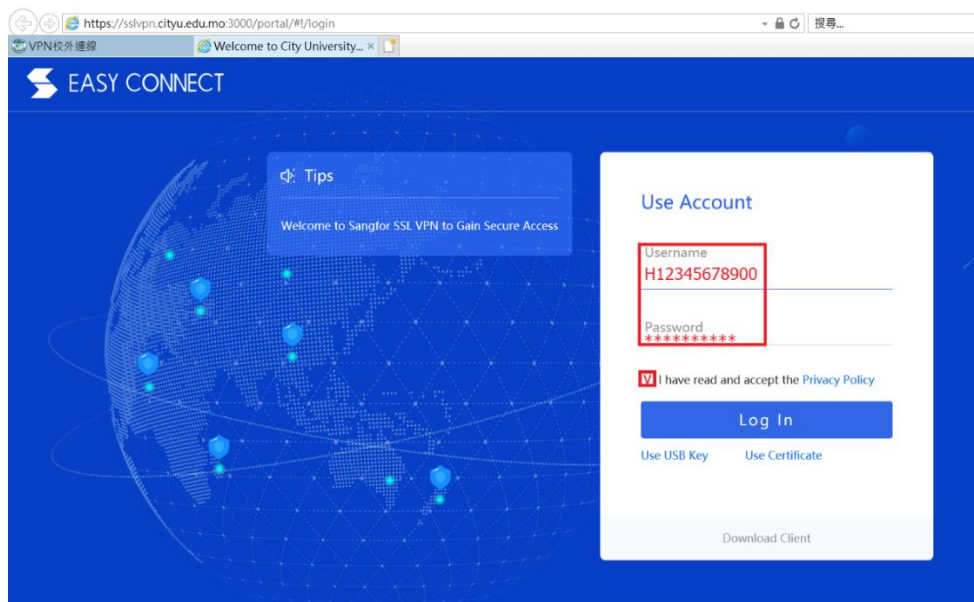 https://sslvpn.cityu.edu.mo:3000/portal/#!/login
搜尋...
VPN校外連線
Welcome to City University...
EASY CONNECT
Tips
Welcome to Sangfor SSL VPN to Gain Secure Access
Use Account
Username
H12345678900
Password
**********
V I have read and accept the Privacy Policy
Log In
Use USB Key Use Certificate
Download Client